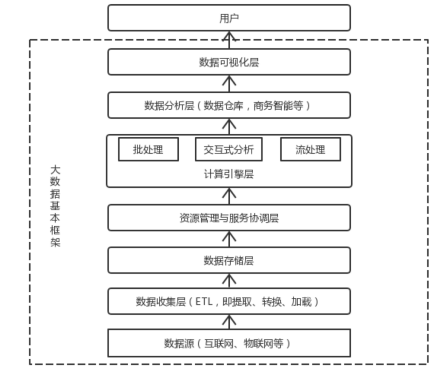 用户
数据可视化层
数据分析层（数据仓库，商务智能等）
批处理
交互式分析
流处理
计算引擎层
大数据基本框架
资源管理与服务协调层
数据存储层
数据收集层（ETL，即提取、转换、加载）
数据源（互联网、物联网等）